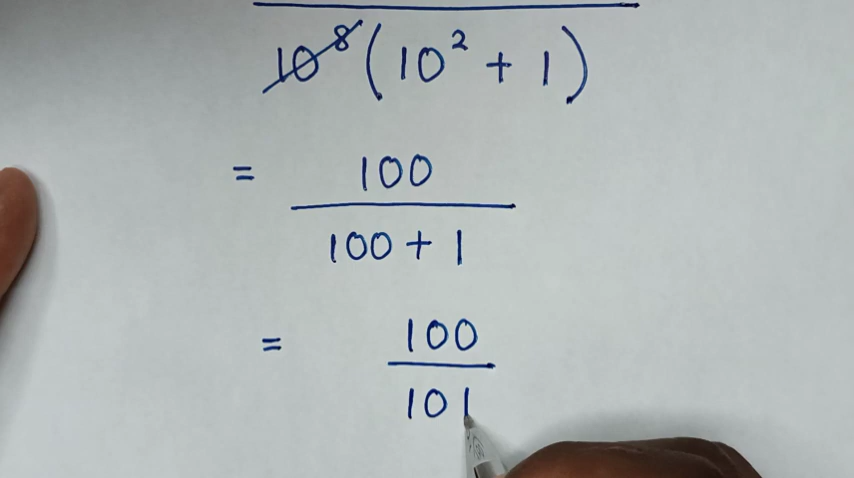 10⁸(10² + 1)
= 100
100 + 1
= 100
101